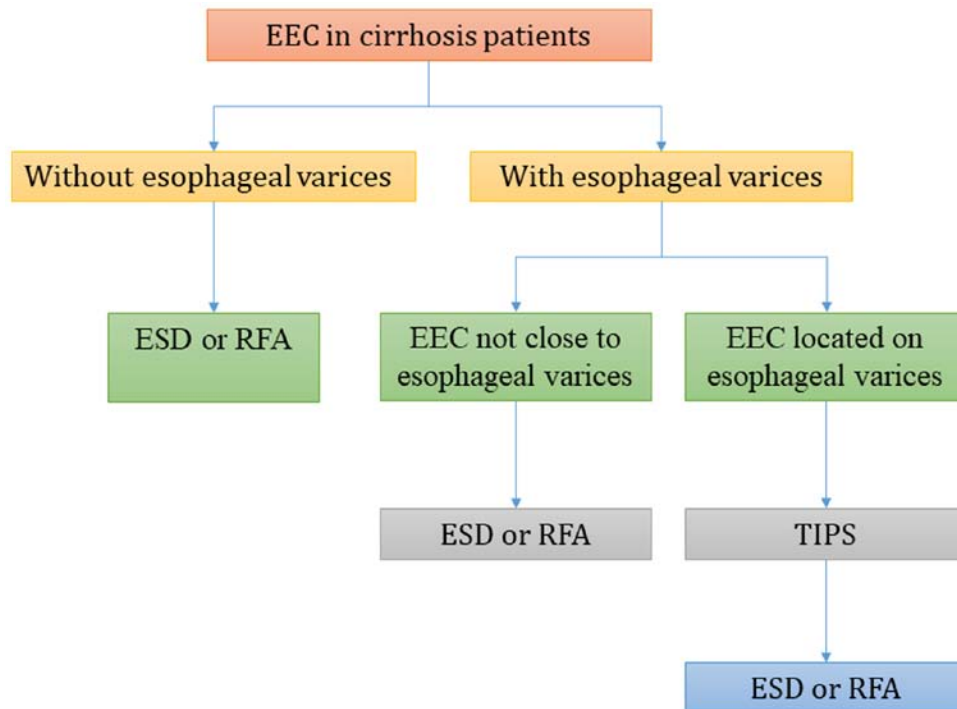 EEC in cirrhosis patients
Without esophageal varices
With esophageal varices
ESD or RFA
EEC not close to
esophageal varices
EEC located on
esophageal varices
ESD or RFA
TIPS
ESD or RFA